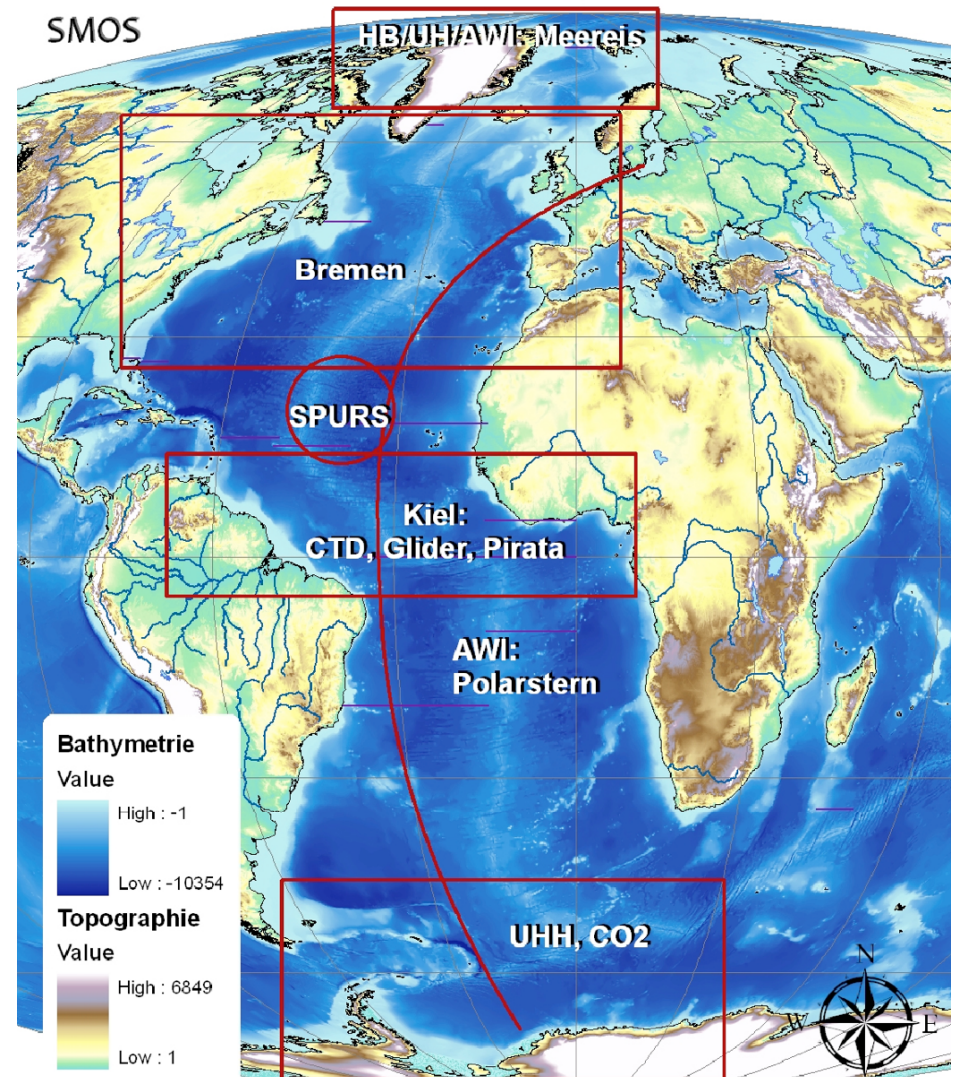 SMOS
HB/UH/AWI: Meereis
Bremen
SPURS
Kiel:
CTD, Glider, Pirata
AWI:
Polarstern
Bathymetrie
Value
High : -1
Low : -10354
Topographie
Value
High : 6849
Low : 1
UHH, CO2
N
W
E